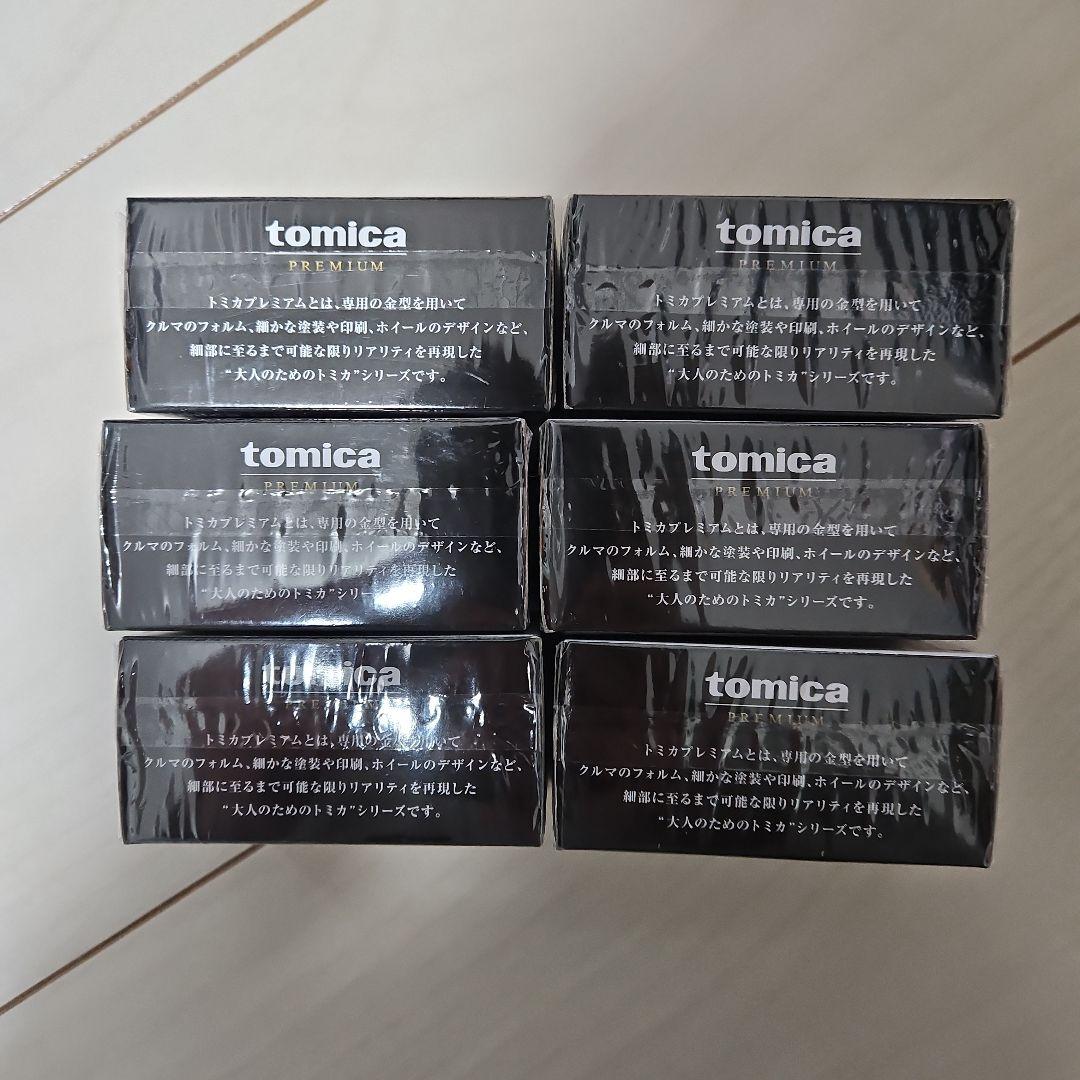 tomica
PREMIUM
トミカプレミアムとは、専用の金型を用いて
クルマのフォルム、細かな塗装や印刷、ホイールのデザインなど、
細部に至るまで可能な限りリアリティを再現した
“大人のためのトミカ”シリーズです。
tomica
PREMIUM
トミカプレミアムとは、専用の金型を用いて
クルマのフォルム、細かな塗装や印刷、ホイールのデザインなど、
細部に至るまで可能な限りリアリティを再現した
“大人のためのトミカ”シリーズです。
tomica
PREMIUM
トミカプレミアムとは、専用の金型を用いて
クルマのフォルム、細かな塗装や印刷、ホイールのデザインなど、
細部に至るまで可能な限りリアリティを再現した
“大人のためのトミカ”シリーズです。
tomica
PREMIUM
トミカプレミアムとは、専用の金型を用いて
クルマのフォルム、細かな塗装や印刷、ホイールのデザインなど、
細部に至るまで可能な限りリアリティを再現した
“大人のためのトミカ”シリーズです。
tomica
PREMIUM
トミカプレミアムとは、専用の金型を用いて
クルマのフォルム、細かな塗装や印刷、ホイールのデザインなど、
細部に至るまで可能な限りリアリティを再現した
“大人のためのトミカ”シリーズです。
tomica
PREMIUM
トミカプレミアムとは、専用の金型を用いて
クルマのフォルム、細かな塗装や印刷、ホイールのデザインなど、
細部に至るまで可能な限りリアリティを再現した
“大人のためのトミカ”シリーズです。